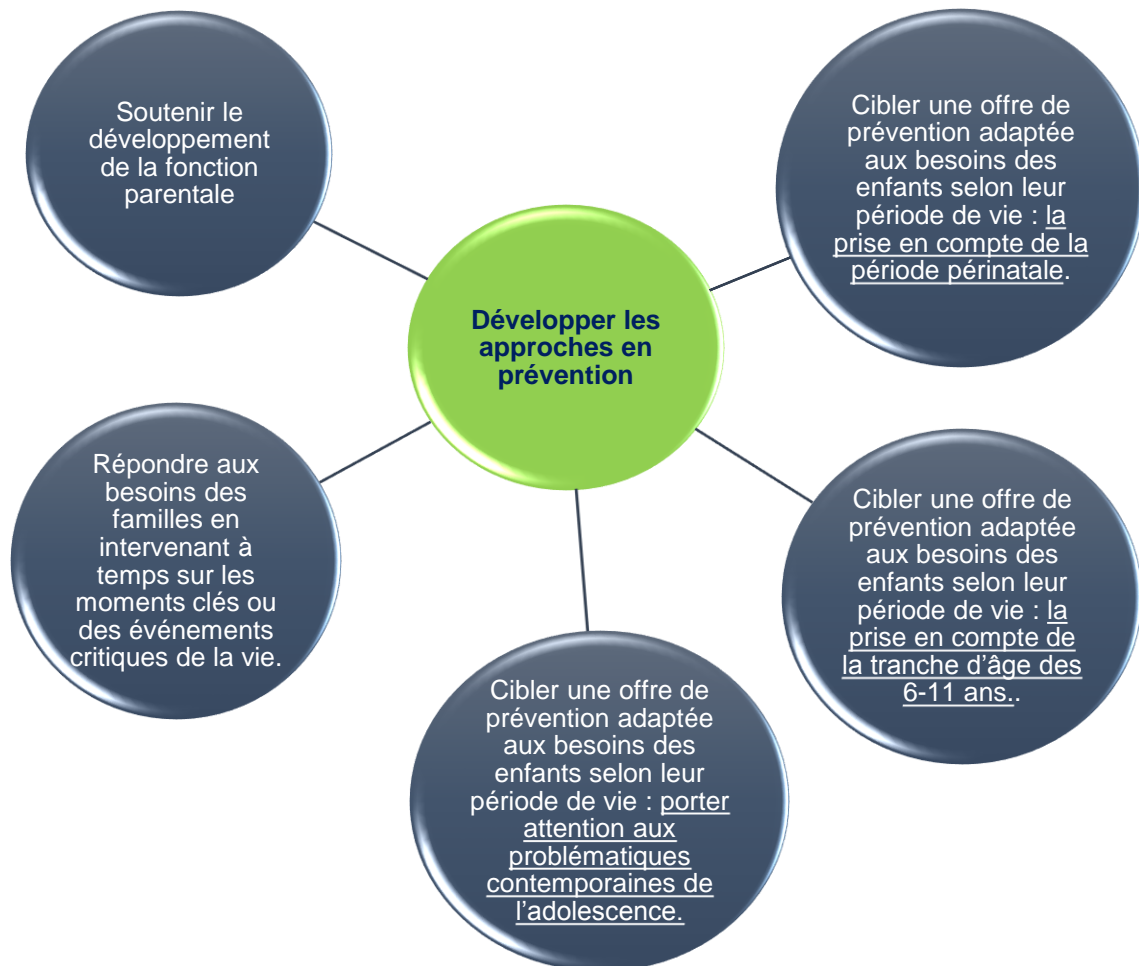 Soutenir le
développement
de la fonction
parentale
Cibler une offre de
prévention adaptée
aux besoins des
enfants selon leur
période de vie : la
prise en compte de la
période périnatale.
Développer les
approches en
prévention
Répondre aux
besoins des
familles en
intervenant à
temps sur les
moments clés ou
des événements
critiques de la vie.
Cibler une offre de
prévention adaptée
aux besoins des
enfants selon leur
période de vie : la
prise en compte de
la tranche d’âge des
6-11 ans..
Cibler une offre de
prévention adaptée
aux besoins des
enfants selon leur
période de vie : porter
attention aux
problématiques
contemporaines de
l’adolescence.